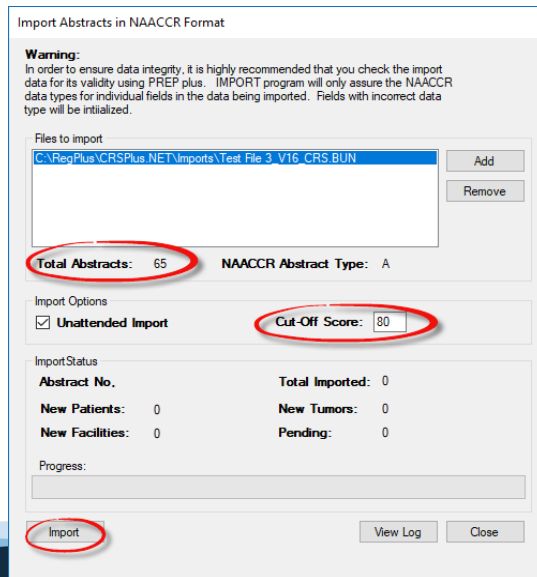 Import Abstracts in NAACCR Format
Warning:
In order to ensure data integrity, it is highly recommended that you check the import
data for its validity using PREP plus. IMPORT program will only assure the NAACCR
data types for individual fields in the data being imported. Fields with incorrect data
type will be intiialized.
Files to import
C:\RegPlus\CRSPlus.NET\Imports\Test File 3_V16_CRS.BUN
Add
Remove
Total Abstracts: 65 NAACCR Abstract Type: A
Import Options
Unattended Import Cut-Off Score: 80
ImportStatus
Abstract No. Total Imported: 0
New Patients: 0 New Tumors: 0
New Facilities: 0 Pending: 0
Progress:
Import View Log Close